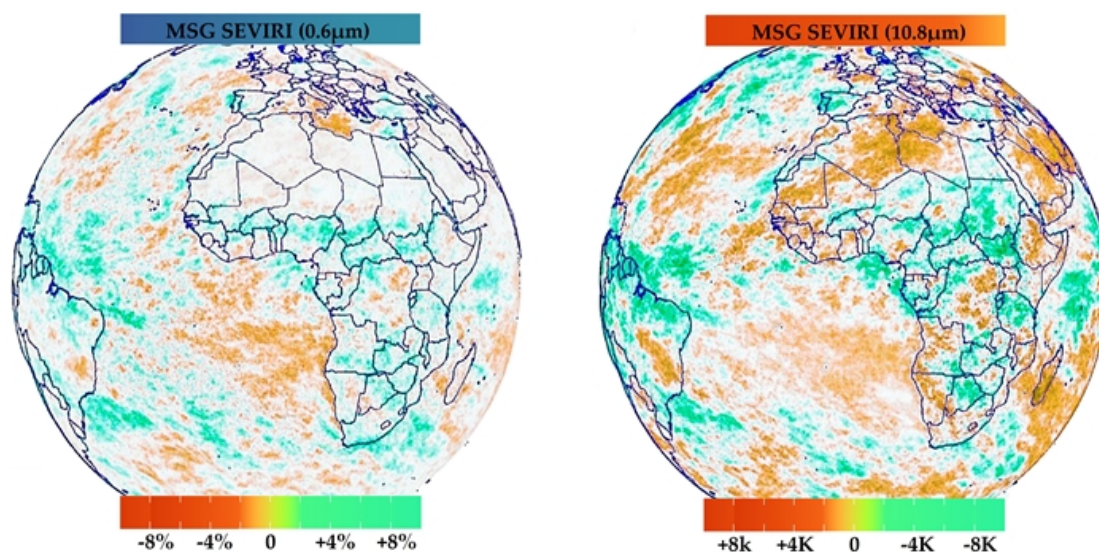 MSG SEVIRI (0.6μm)
MSG SEVIRI (10.8μm)
-8% -4% 0 +4% +8%
+8k +4K 0 -4K -8K